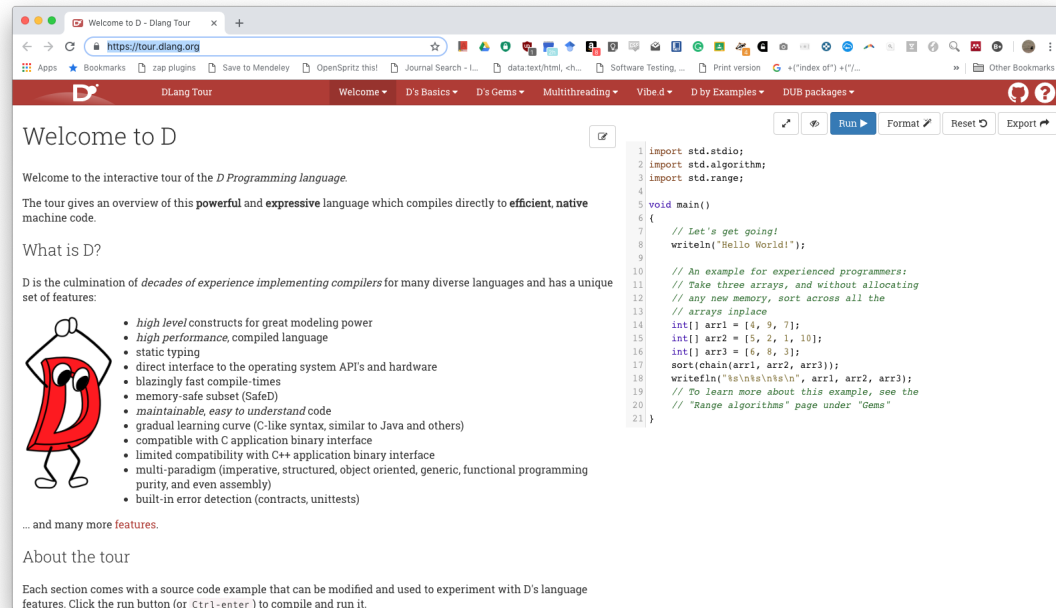 Welcome to D - Dlang Tour
https://tour.dlang.org
Apps Bookmarks zap plugins Save to Mendeley OpenSpritz this! Journal Search - I... data:text/html, <h... Software Testing, ... Print version +("index of") +("/... » Other Bookmarks
DLang Tour Welcome D's Basics D's Gems Multithreading Vibe.d D by Examples DUB packages
Run Format Reset Export
Welcome to D
Welcome to the interactive tour of the D Programming language.
The tour gives an overview of this powerful and expressive language which compiles directly to efficient, native
machine code.
What is D?
D is the culmination of decades of experience implementing compilers for many diverse languages and has a unique
set of features:
• high level constructs for great modeling power
• high performance, compiled language
• static typing
• direct interface to the operating system API's and hardware
• blazingly fast compile-times
• memory-safe subset (SafeD)
• maintainable, easy to understand code
• gradual learning curve (C-like syntax, similar to Java and others)
• compatible with C application binary interface
• limited compatibility with C++ application binary interface
• multi-paradigm (imperative, structured, object oriented, generic, functional programming
purity, and even assembly)
• built-in error detection (contracts, unittests)
... and many more features.
About the tour
Each section comes with a source code example that can be modified and used to experiment with D's language
features. Click the run button (or Ctrl-enter) to compile and run it.
1 import std.stdio;
2 import std.algorithm;
3 import std.range;
4
5 void main()
6 {
7 // Let's get going!
8 writeln("Hello World!");
9
10 // An example for experienced programmers:
11 // Take three arrays, and without allocating
12 // any new memory, sort across all the
13 // arrays inplace
14 int[] arr1 = [4, 9, 7];
15 int[] arr2 = [5, 2, 1, 10];
16 int[] arr3 = [6, 8, 3];
17 sort(chain(arr1, arr2, arr3));
18 writefln("%s\n%s\n%s\n", arr1, arr2, arr3);
19 // To learn more about this example, see the
20 // "Range algorithms" page under "Gems"
21 }